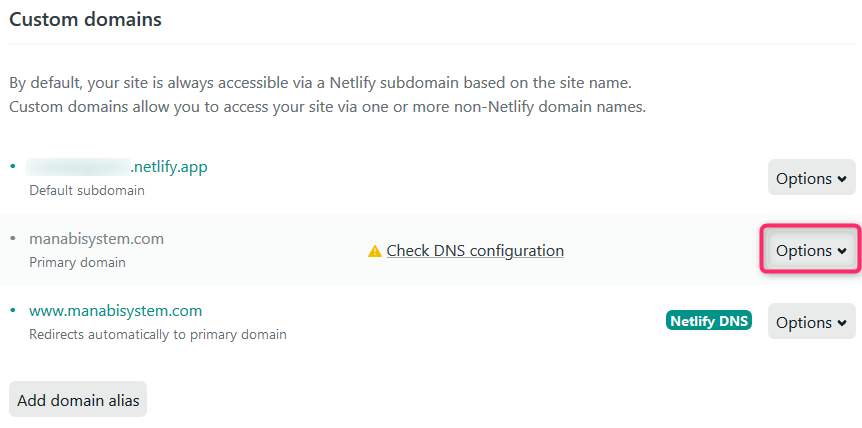 Custom domains
By default, your site is always accessible via a Netlify subdomain based on the site name.
Custom domains allow you to access your site via one or more non-Netlify domain names.
.netlify.app
Default subdomain
Options
manabisystem.com
Primary domain
Check DNS configuration
Options
www.manabisystem.com
Redirects automatically to primary domain
Netlify DNS
Options
Add domain alias